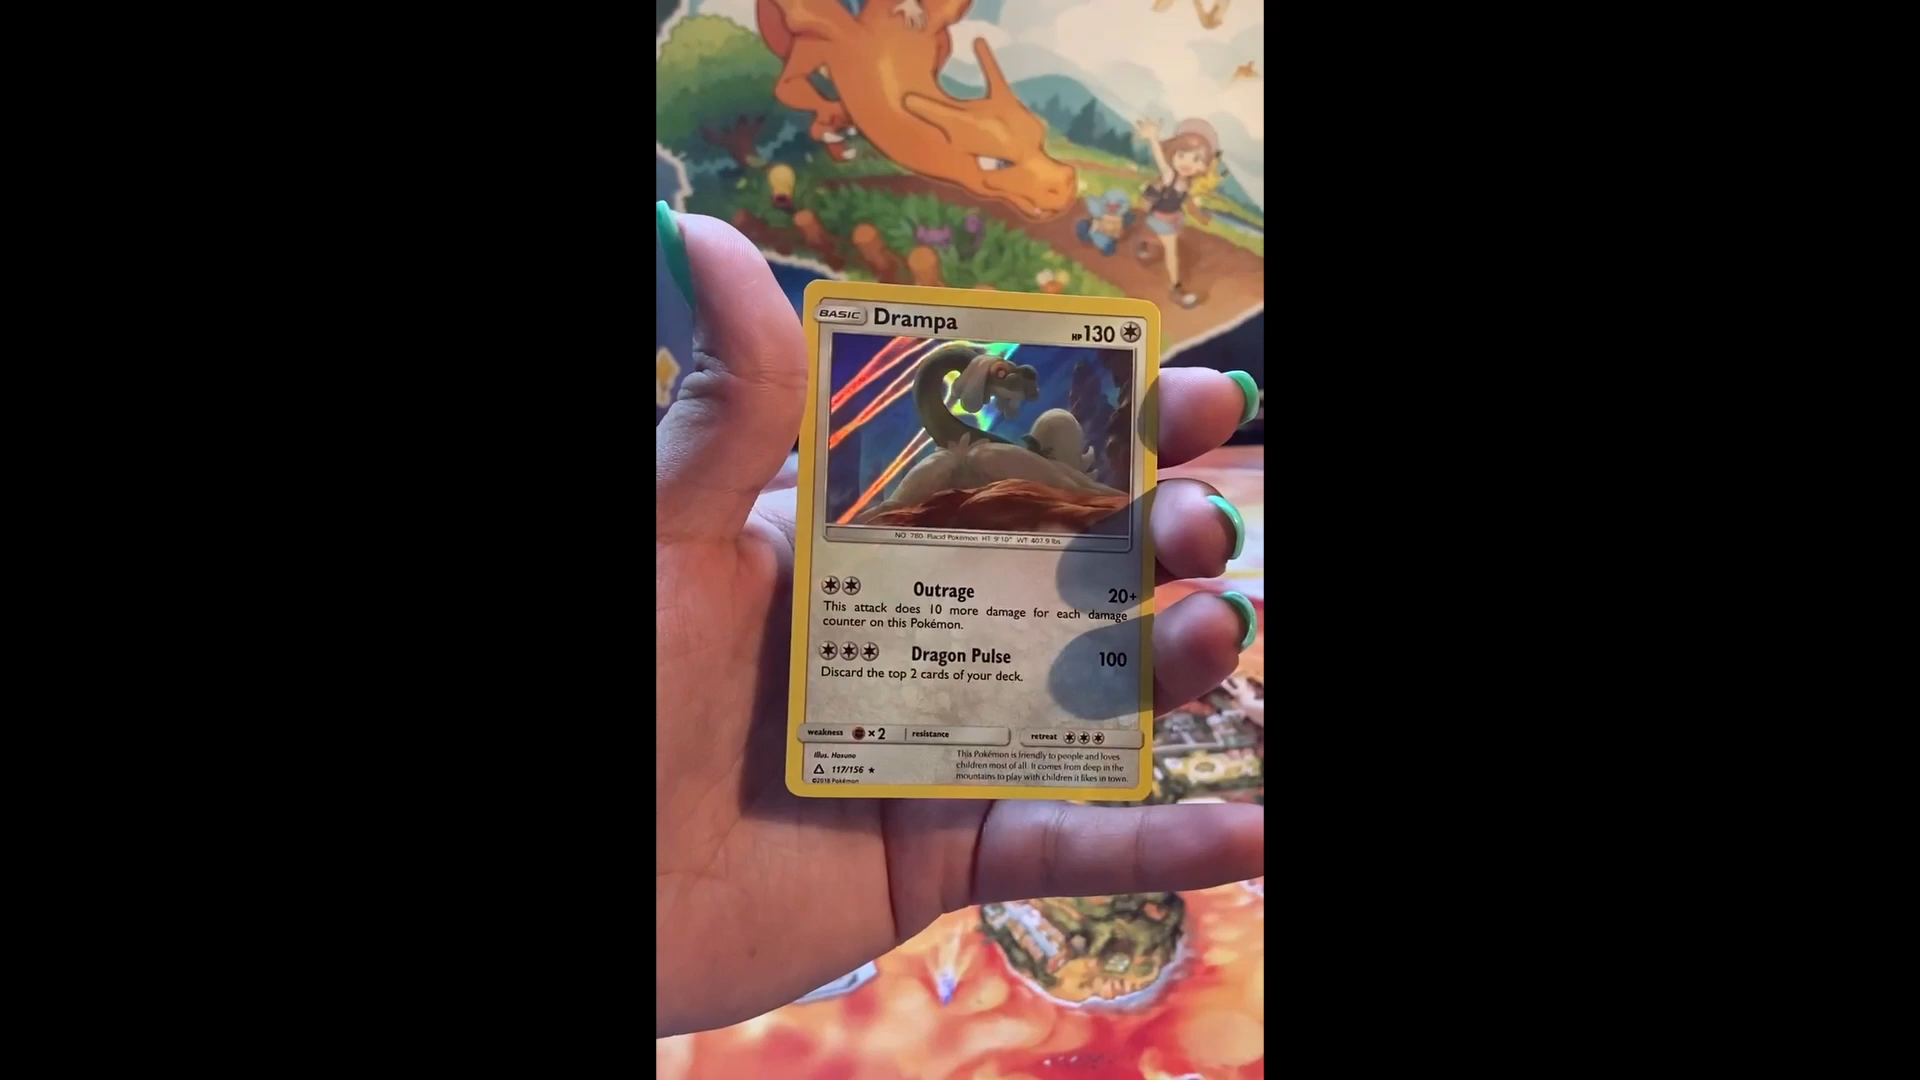 BASIC Drampa HP 130
NO. 780 Placid Pokémon HT 9'10" WT 407.9 lbs.
Outrage 20+
This attack does 10 more damage for each damage
counter on this Pokémon.
Dragon Pulse 100
Discard the top 2 cards of your deck.
weakness ×2 resistance retreat
Illus. Hasuno
117/156
©2018 Pokémon
This Pokémon is friendly to people and loves
children most of all. It comes from deep in the
mountains to play with children it likes in town.